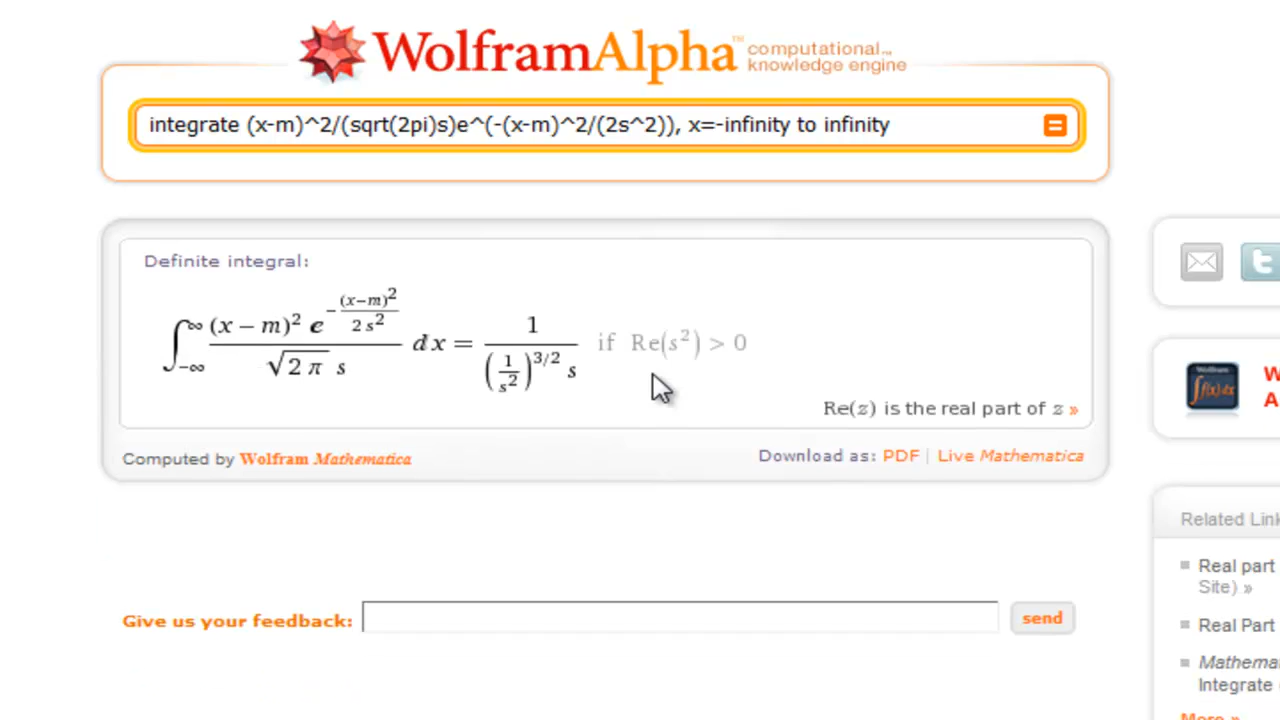 WolframAlpha™ computational...
knowledge engine
integrate (x-m)^2/(sqrt(2pi)s)e^(-(x-m)^2/(2s^2)), x=-infinity to infinity
Definite integral:
∫_{-∞}^{∞} ((x−m)² e^{−(x−m)²/(2 s²)})/(√(2 π) s) dx = 1/((1/s²)^{3/2} s) if Re(s²) > 0
Re(z) is the real part of z »
Computed by Wolfram Mathematica
Download as: PDF | Live Mathematica
Related Link
Real part
Site) »
Real Part
Mathema
Integrate
More »
Give us your feedback:
send